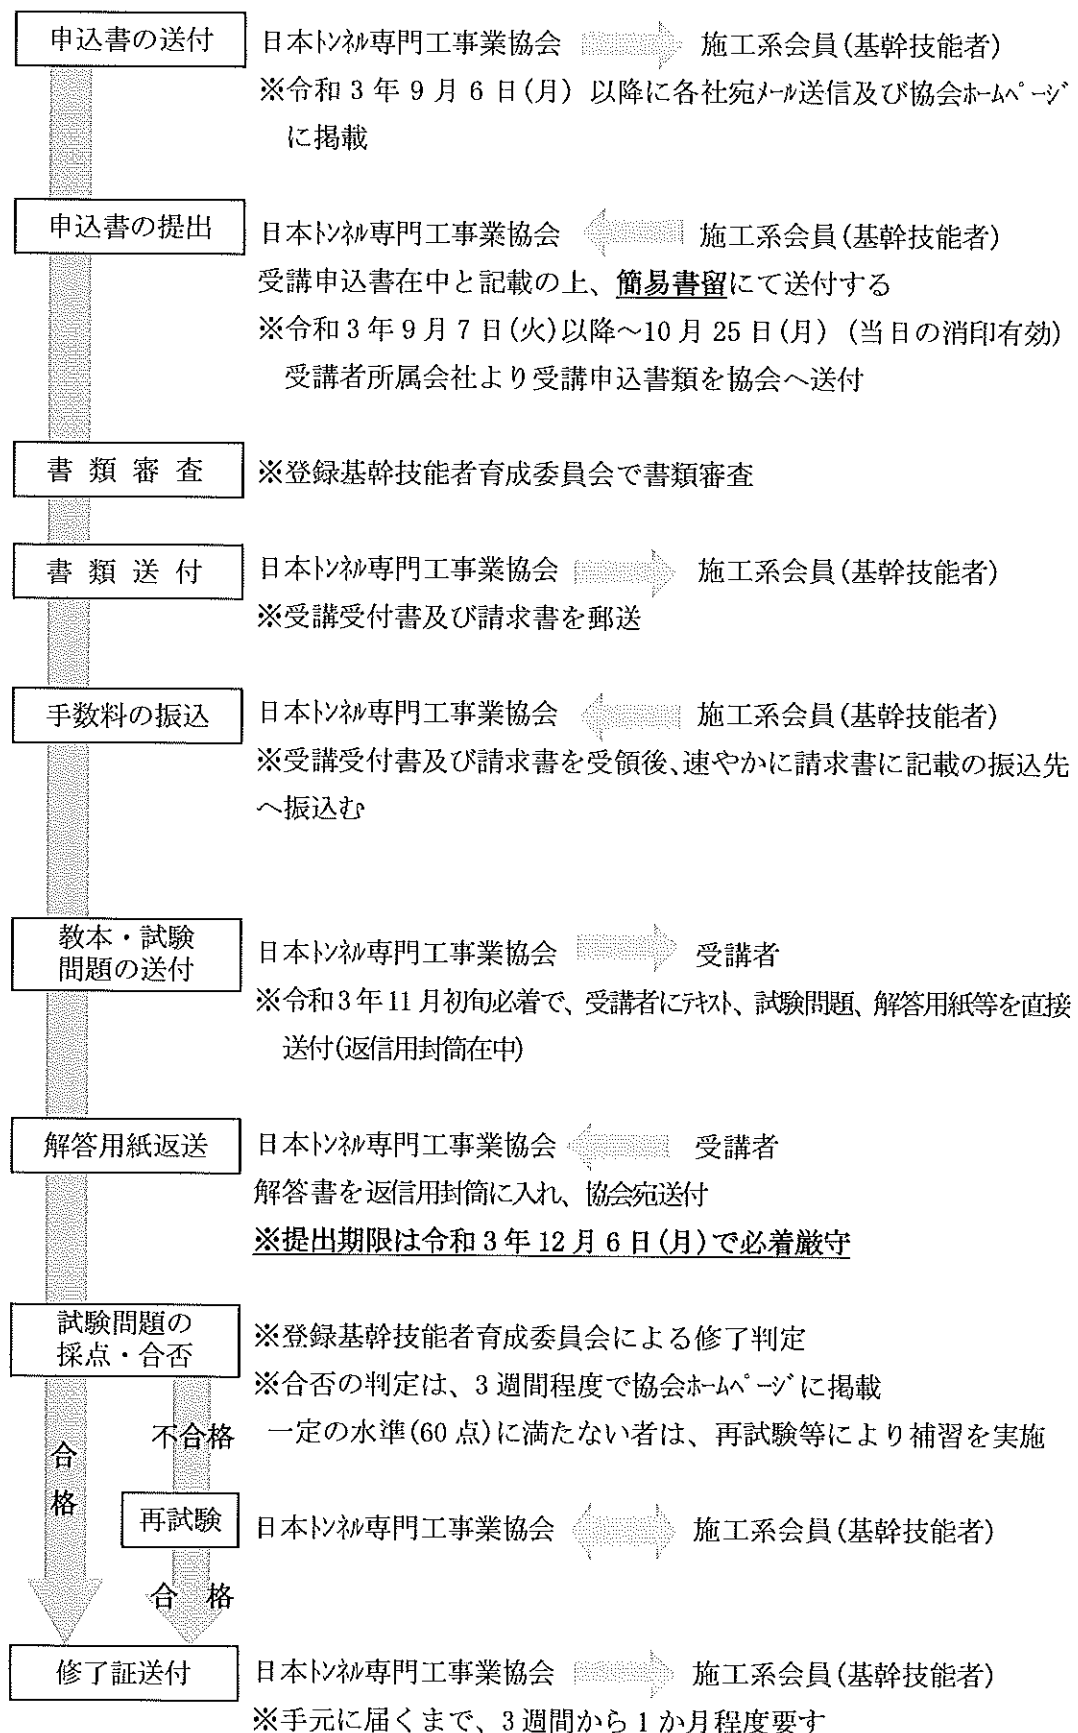 申込書の送付 日本トンネル専門工事業協会 施工系会員(基幹技能者)
※令和3年9月6日(月) 以降に各社宛メール送信及び協会ホームページ
に掲載
申込書の提出 日本トンネル専門工事業協会 施工系会員(基幹技能者)
受講申込書在中と記載の上、簡易書留にて送付する
※令和3年9月7日(火)以降～10月25日(月) (当日の消印有効)
受講者所属会社より受講申込書類を協会へ送付
書類審査 ※登録基幹技能者育成委員会で書類審査
書類送付 日本トンネル専門工事業協会 施工系会員(基幹技能者)
※受講受付書及び請求書を郵送
手数料の振込 日本トンネル専門工事業協会 施工系会員(基幹技能者)
※受講受付書及び請求書を受領後、速やかに請求書に記載の振込先
へ振込む
教本・試験
問題の送付
日本トンネル専門工事業協会 受講者
※令和3年11月初旬必着で、受講者にテキスト、試験問題、解答用紙等を直接
送付(返信用封筒在中)
解答用紙返送 日本トンネル専門工事業協会 受講者
解答書を返信用封筒に入れ、協会宛送付
※提出期限は令和3年12月6日(月)で必着厳守
試験問題の
採点・合否
※登録基幹技能者育成委員会による修了判定
※合否の判定は、3週間程度で協会ホームページに掲載
一定の水準(60点)に満たない者は、再試験等により補習を実施
合格
不合格
再試験 日本トンネル専門工事業協会 施工系会員(基幹技能者)
合格
修了証送付 日本トンネル専門工事業協会 施工系会員(基幹技能者)
※手元に届くまで、3週間から1か月程度要す